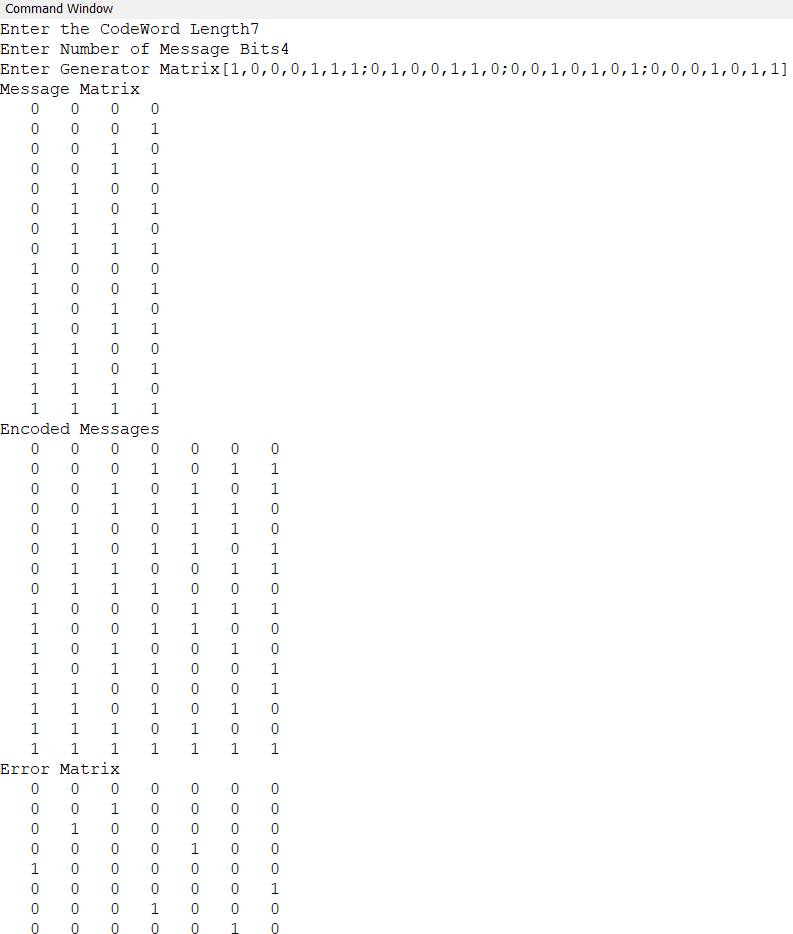 Command Window
Enter the CodeWord Length7
Enter Number of Message Bits4
Enter Generator Matrix[1,0,0,0,1,1,1;0,1,0,0,1,1,0;0,0,1,0,1,0,1;0,0,0,1,0,1,1]
Message Matrix
0 0 0 0
0 0 0 1
0 0 1 0
0 0 1 1
0 1 0 0
0 1 0 1
0 1 1 0
0 1 1 1
1 0 0 0
1 0 0 1
1 0 1 0
1 0 1 1
1 1 0 0
1 1 0 1
1 1 1 0
1 1 1 1
Encoded Messages
0 0 0 0 0 0 0
0 0 0 1 0 1 1
0 0 1 0 1 0 1
0 0 1 1 1 1 0
0 1 0 0 1 1 0
0 1 0 1 1 0 1
0 1 1 0 0 1 1
0 1 1 1 0 0 0
1 0 0 0 1 1 1
1 0 0 1 1 0 0
1 0 1 0 0 1 0
1 0 1 1 0 0 1
1 1 0 0 0 0 1
1 1 0 1 0 1 0
1 1 1 0 1 0 0
1 1 1 1 1 1 1
Error Matrix
0 0 0 0 0 0 0
0 0 1 0 0 0 0
0 1 0 0 0 0 0
0 0 0 0 1 0 0
1 0 0 0 0 0 0
0 0 0 0 0 0 1
0 0 0 1 0 0 0
0 0 0 0 0 1 0